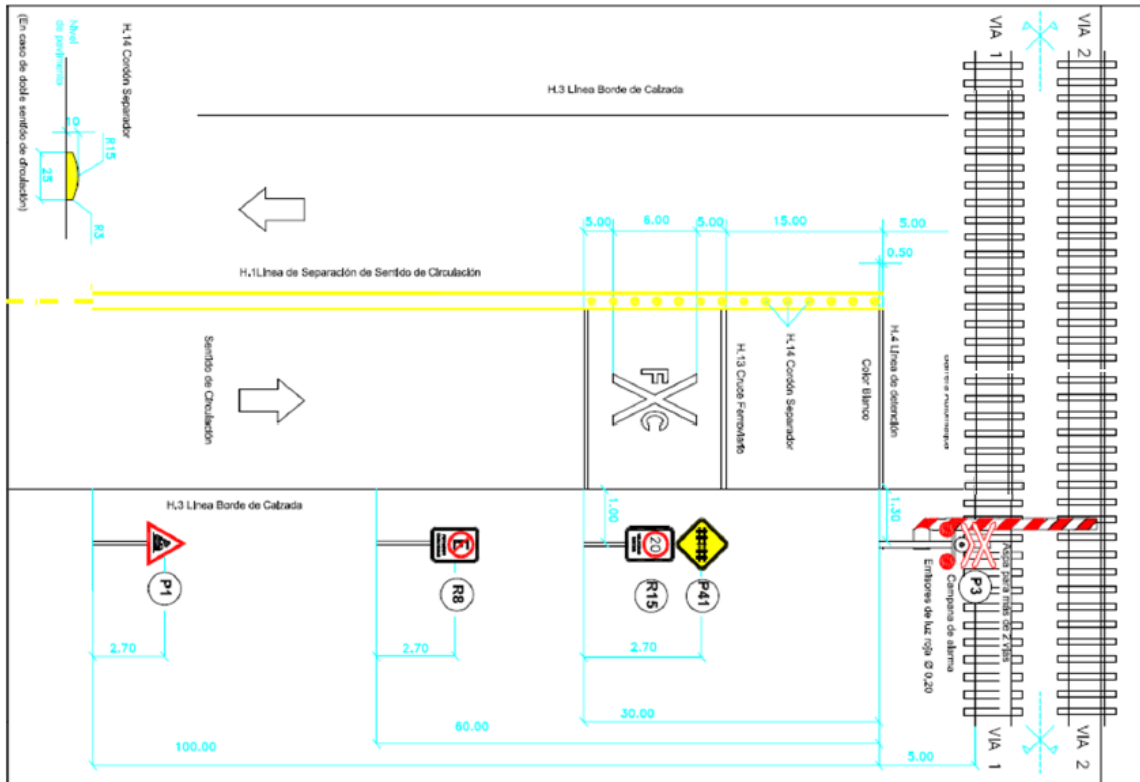 VIA 1
VIA 2
H.14 Cordón Separador
Nivel
de pavimento
10
R15
25
R3
(En caso de doble sentido de circulación)
H.3 Línea Borde de Calzada
5.00
6.00
5.00
15.00
5.00
0.50
H.1Línea de Separación de Sentido de Circulación
Sentido de Circulación
F
C
H.13 Cruce Ferroviario
H.14 Cordón Separador
Color Blanco
H.4 Línea de detención
Barrera Automática
H.3 Línea Borde de Calzada
1.00
1.30
E
20
P1
R8
R15
P41
P3
Aspa para más de 2 vías
Campana de alarma
Emisores de luz roja Ø 0,20
2.70
2.70
2.70
30.00
60.00
100.00
5.00
VIA 1
VIA 2